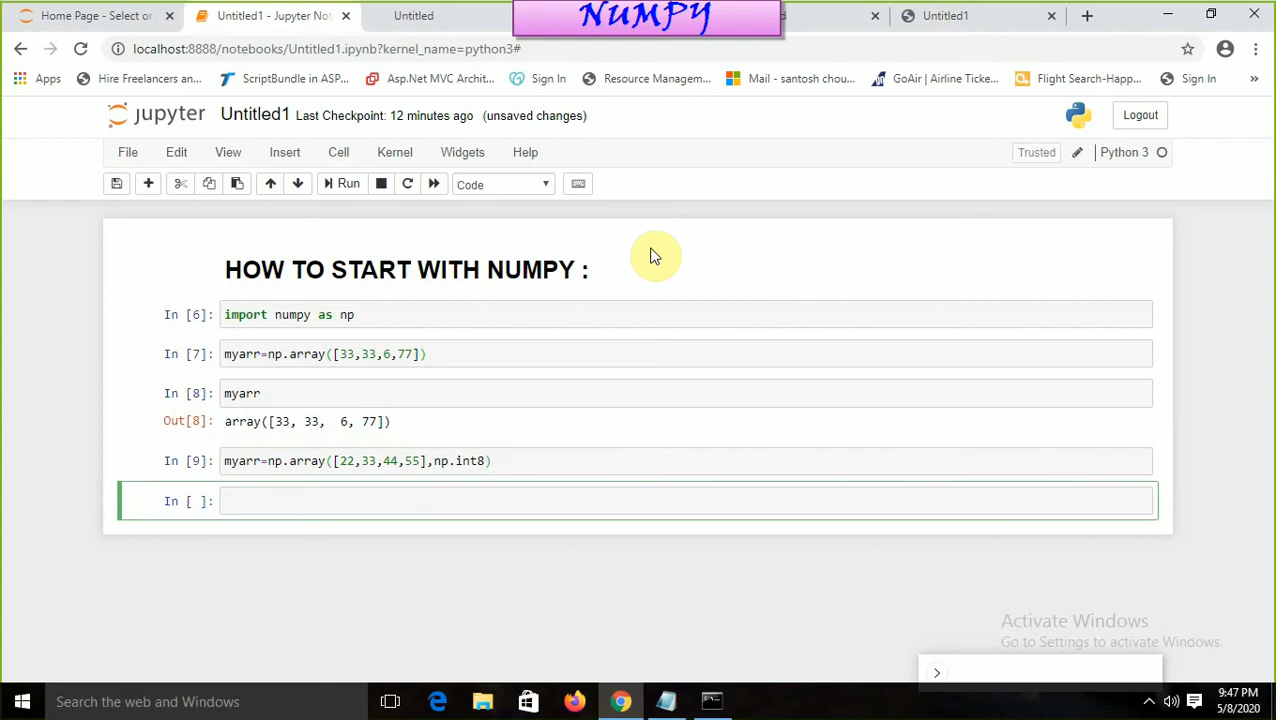 Home Page - Select or
Untitled1 - Jupyter No
Untitled
NUMPY
d
Untitled1
localhost:8888/notebooks/Untitled1.ipynb?kernel_name=python3#
Apps
Hire Freelancers an...
ScriptBundle in ASP...
Asp.Net MVC Archit...
Sign In
Resource Managem...
Mail - santosh chou...
GoAir | Airline Ticke...
Flight Search-Happ...
Sign In
jupyter Untitled1 Last Checkpoint: 12 minutes ago (unsaved changes)
Logout
File Edit View Insert Cell Kernel Widgets Help
Trusted
Python 3
Run
Code
HOW TO START WITH NUMPY :
In [6]: import numpy as np
In [7]: myarr=np.array([33,33,6,77])
In [8]: myarr
Out[8]: array([33, 33,  6, 77])
In [9]: myarr=np.array([22,33,44,55],np.int8)
In [ ]:
Activate Windows
Go to Settings to activate Windows.
Search the web and Windows
9:47 PM
5/8/2020